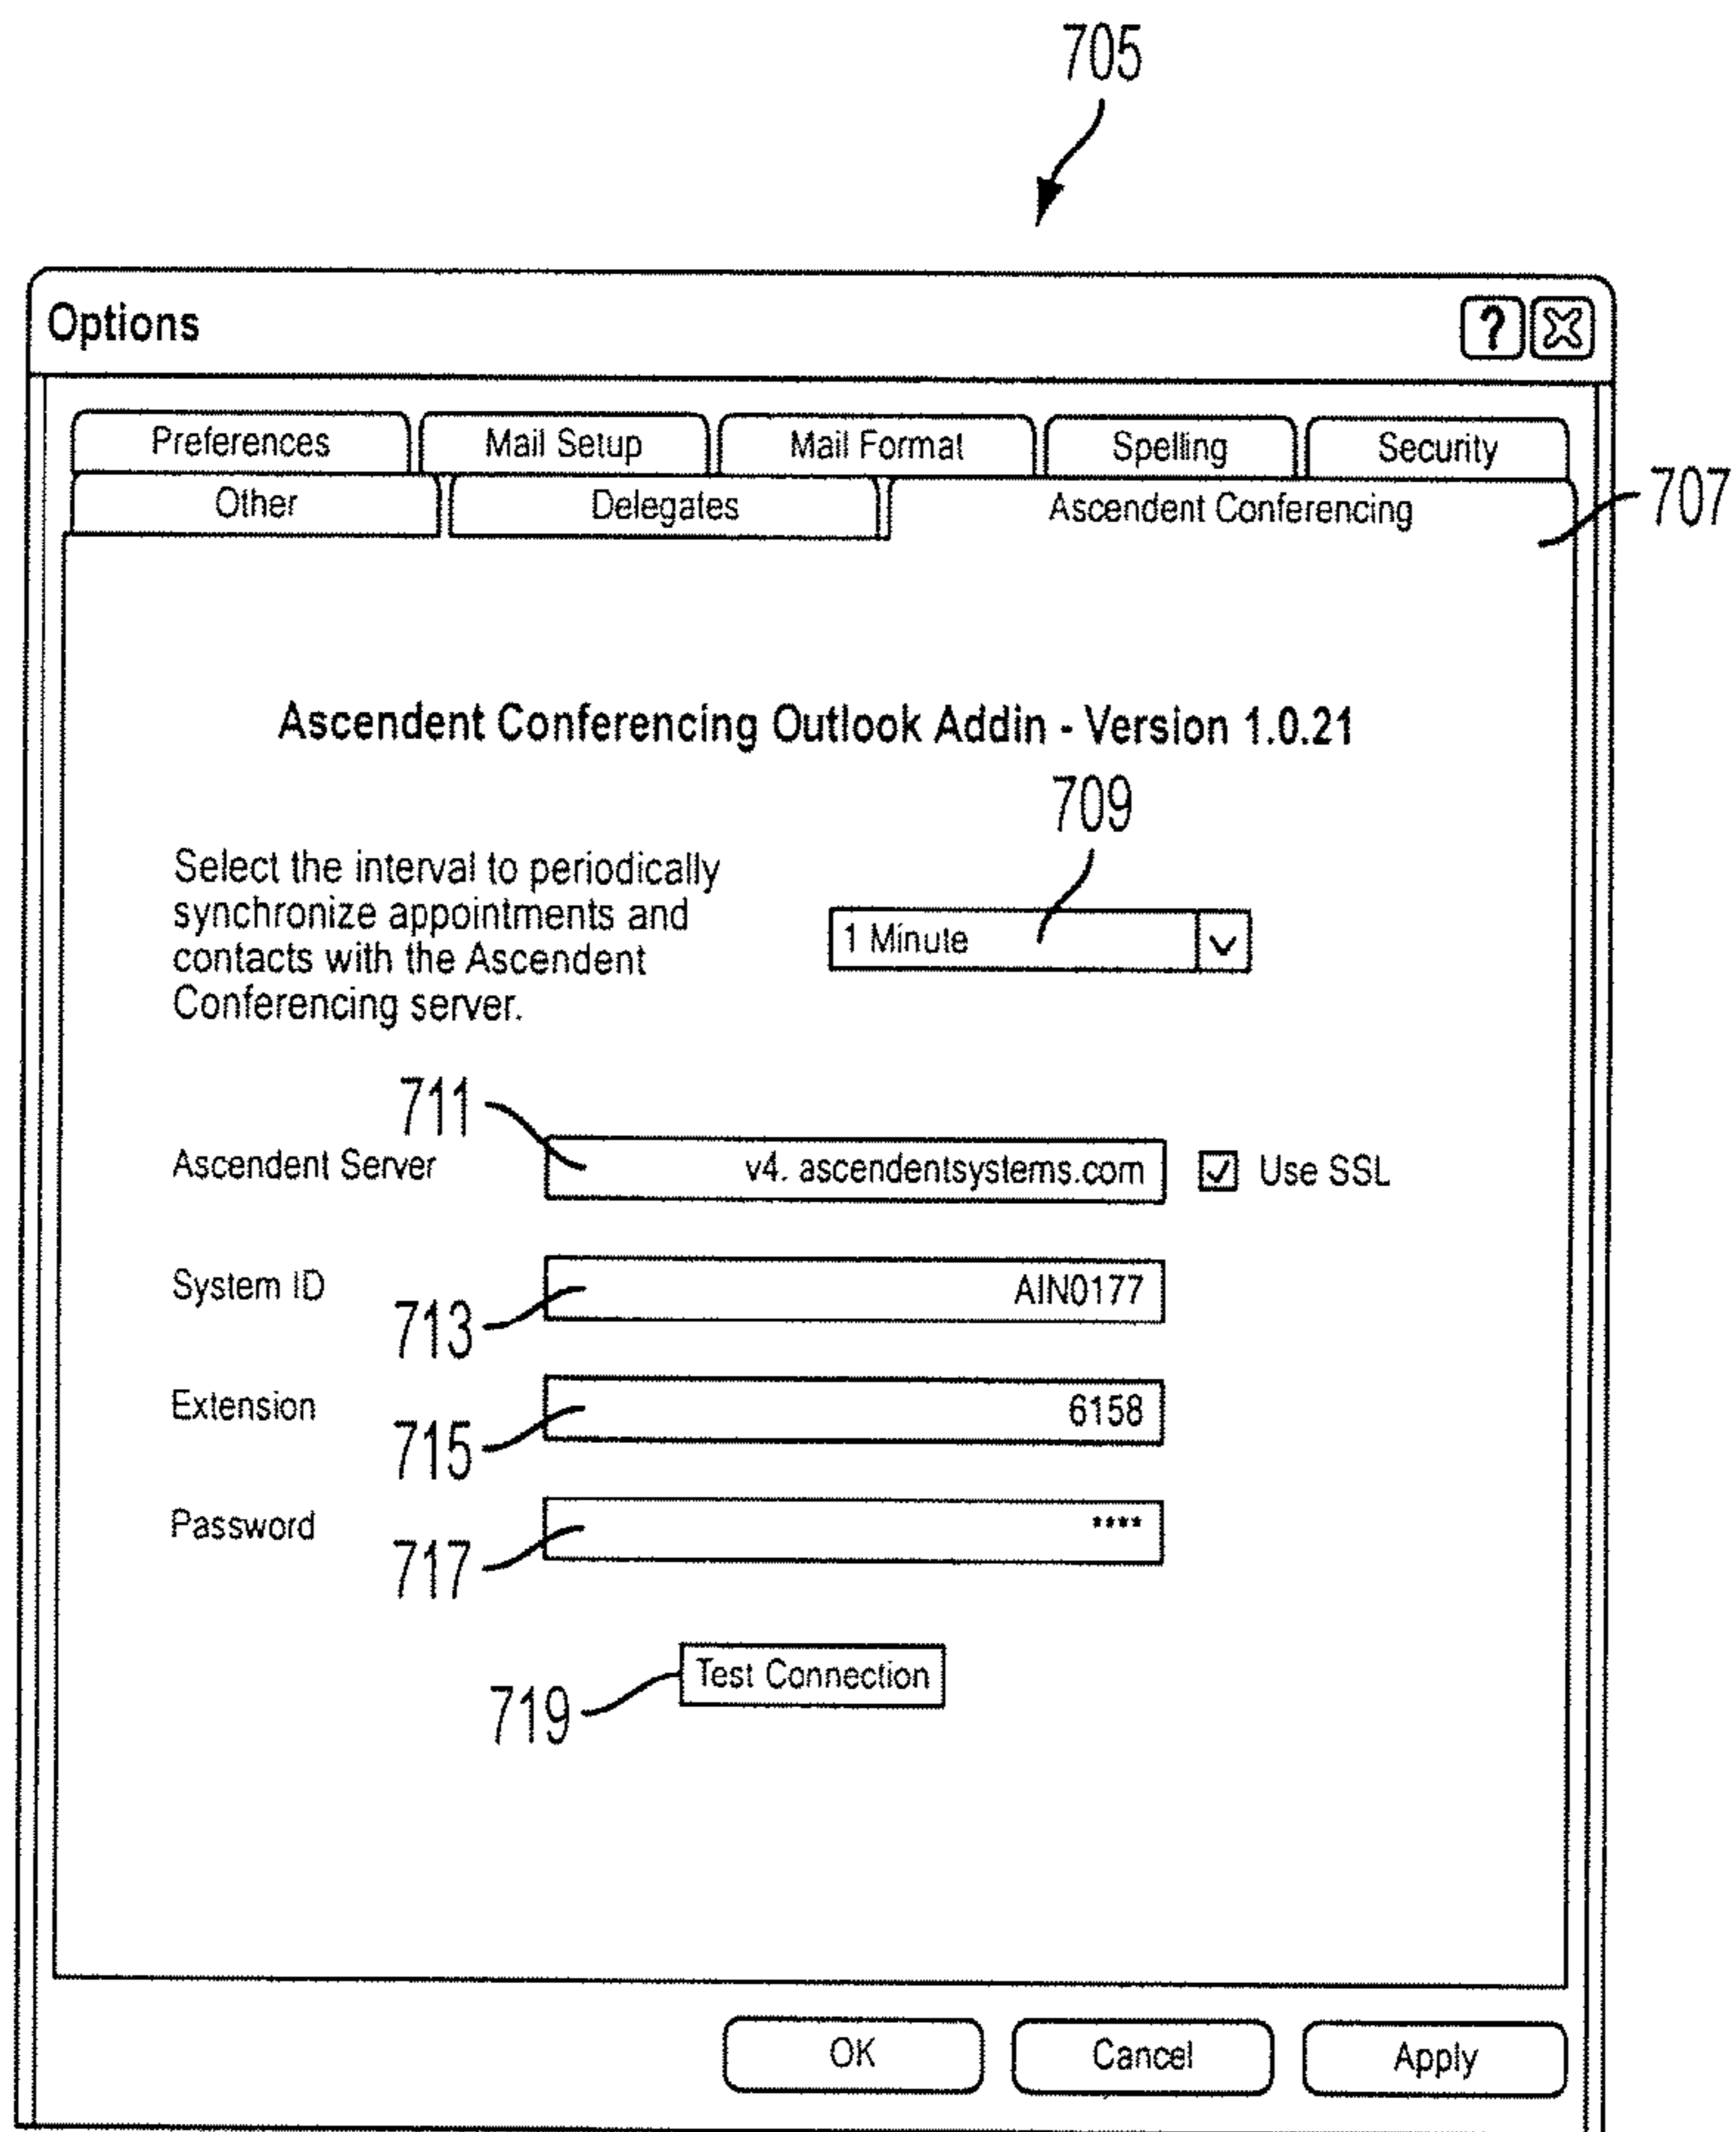 705
Options
?
Preferences Mail Setup Mail Format Spelling Security
Other Delegates Ascendent Conferencing
707
Ascendent Conferencing Outlook Addin - Version 1.0.21
709
Select the interval to periodically
synchronize appointments and
contacts with the Ascendent
Conferencing server.
1 Minute
711
Ascendent Server v4. ascendentsystems.com Use SSL
System ID AIN0177
713
Extension 6158
715
Password ****
717
Test Connection
719
OK Cancel Apply